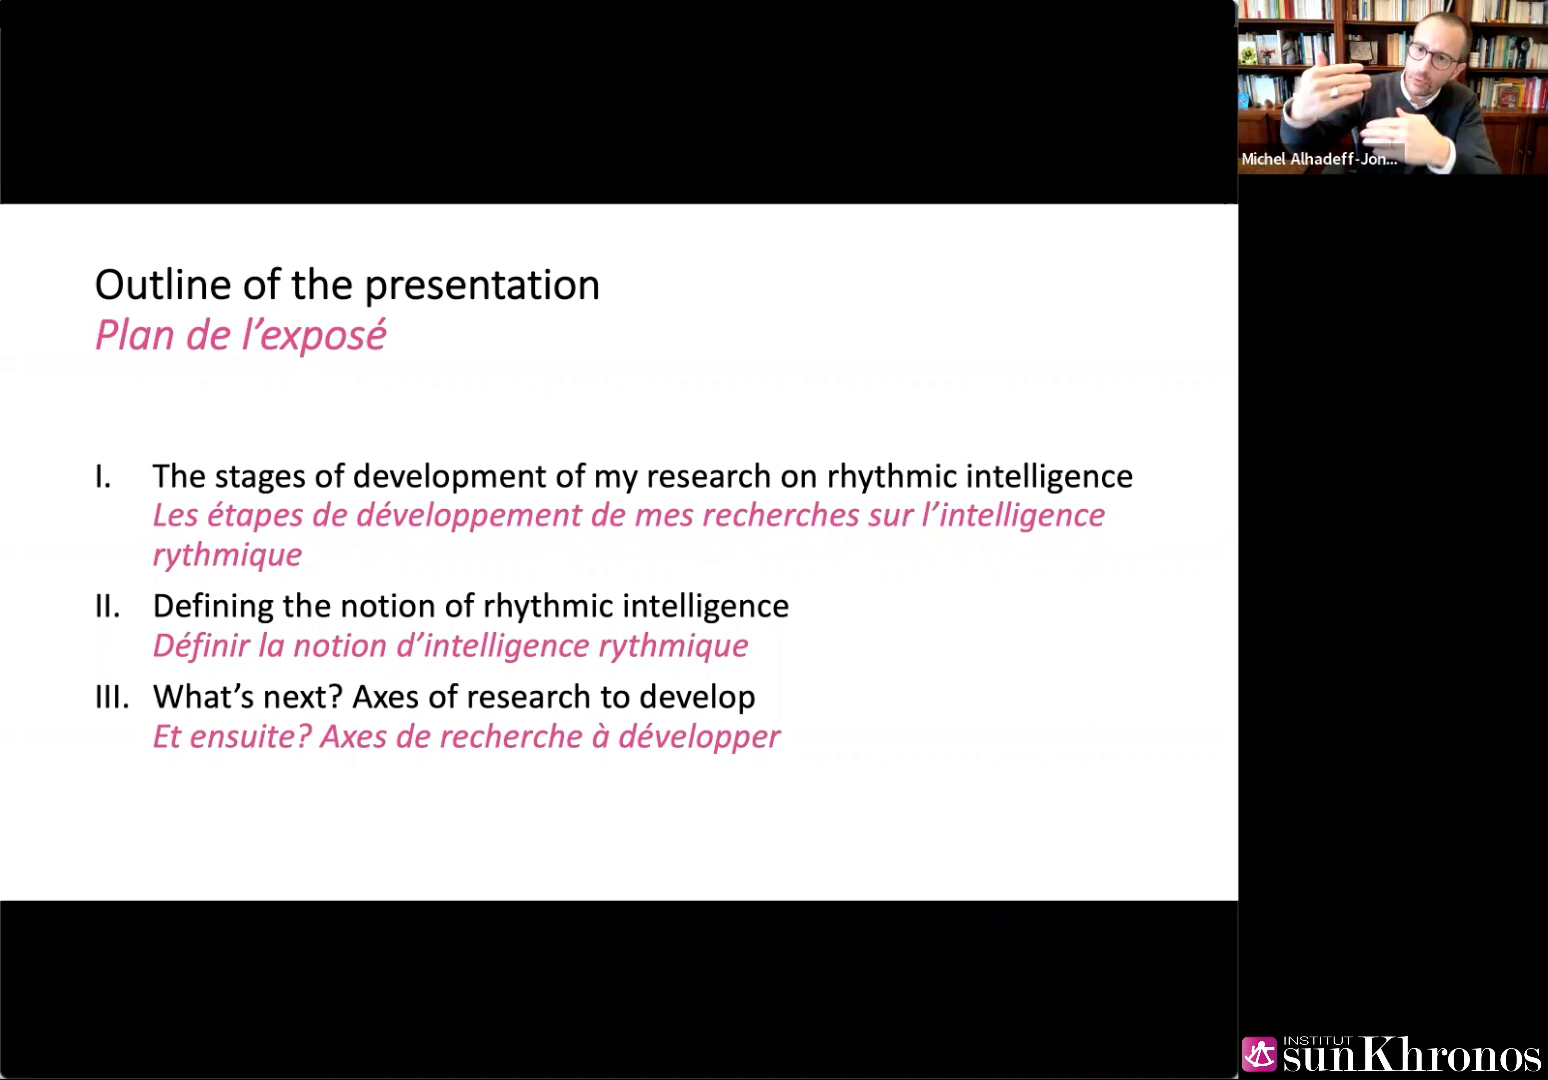 Michel Alhadeff-Jon...
Outline of the presentation
Plan de l’exposé
I. The stages of development of my research on rhythmic intelligence
Les étapes de développement de mes recherches sur l’intelligence
rythmique
II. Defining the notion of rhythmic intelligence
Définir la notion d’intelligence rythmique
III. What’s next? Axes of research to develop
Et ensuite? Axes de recherche à développer
INSTITUT
sunKhronos